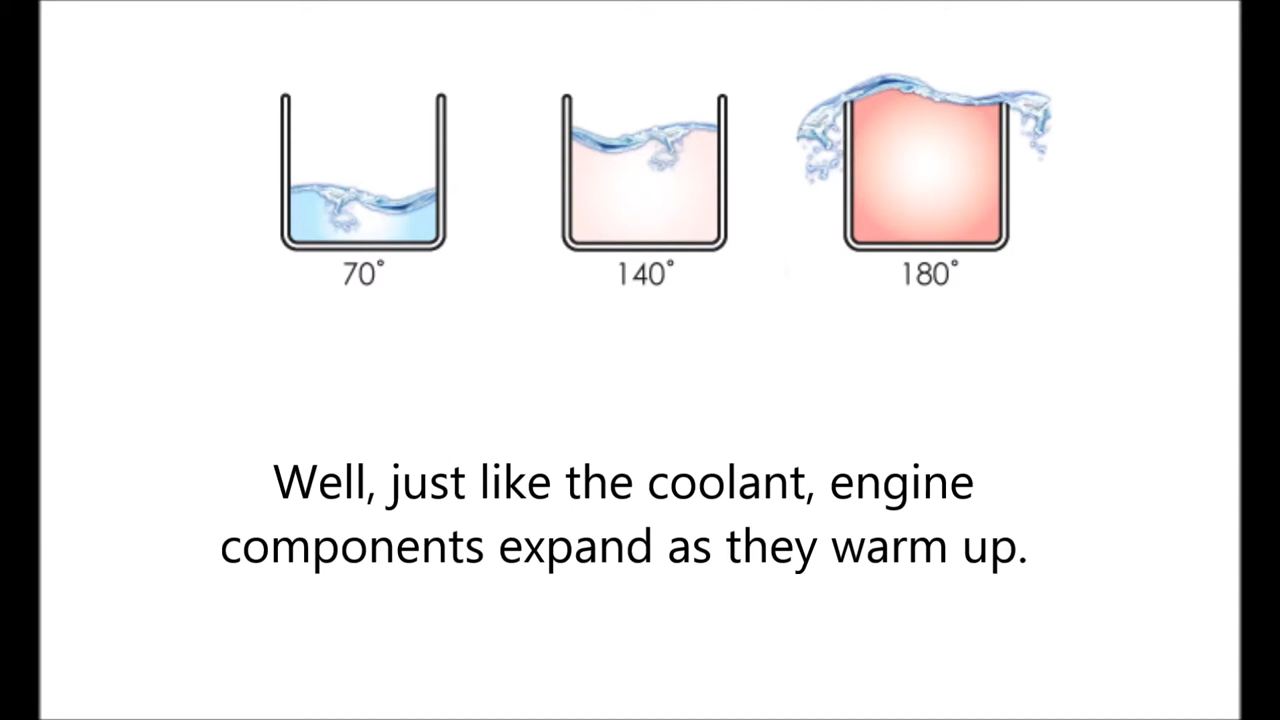 70° 140° 180°
Well, just like the coolant, engine
components expand as they warm up.